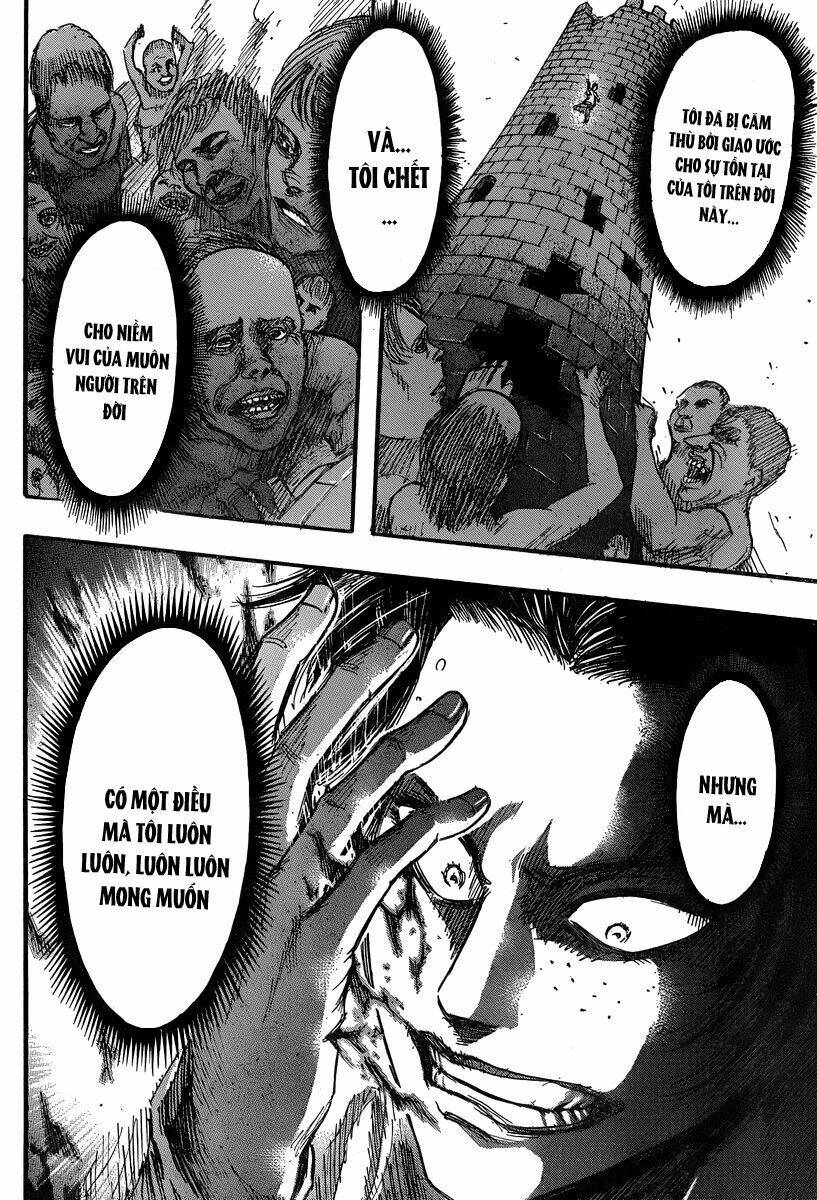 TÔI ĐÃ BỊ CĂM
THÙ BỞI GIAO ƯỚC
CHO SỰ TỒN TẠI
CỦA TÔI TRÊN ĐỜI
NÀY...
VÀ...
TÔI CHẾT
...
CHO NIỀM
VUI CỦA MUÔN
NGƯỜI TRÊN
ĐỜI
NHƯNG
MÀ...
CÓ MỘT ĐIỀU
MÀ TÔI LUÔN
LUÔN, LUÔN LUÔN
MONG MUỐN